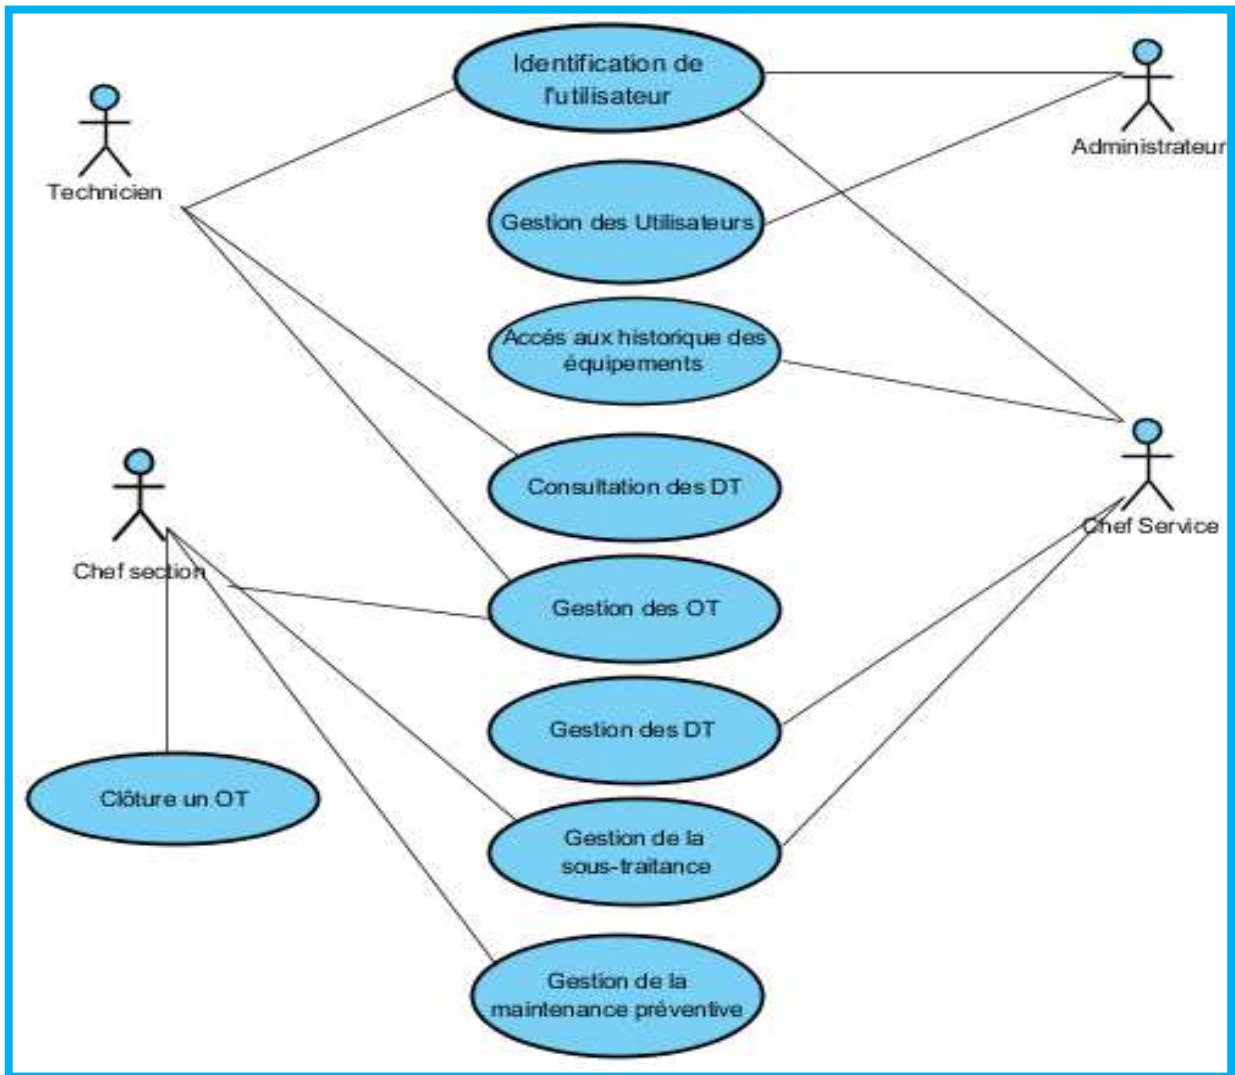 Identification de
l'utilisateur
Technicien
Administrateur
Gestion des Utilisateurs
Accés aux historique des
équipements
Consultation des DT
Chef section
Chef Service
Gestion des OT
Gestion des DT
Clôture un OT
Gestion de la
sous-traitance
Gestion de la
maintenance préventive